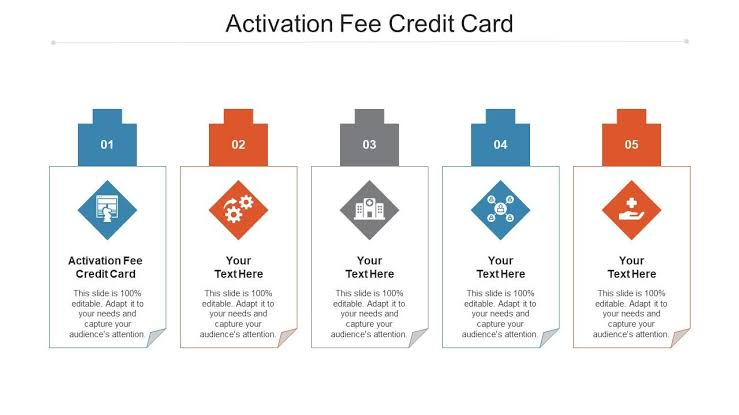 Activation Fee Credit Card
01
02
03
04
05
Activation Fee
Credit Card
This slide is 100%
editable. Adapt it to
your needs and
capture your
audience's attention.
Your
Text Here
This slide is 100%
editable. Adapt it to
your needs and
capture your
audience's attention.
Your
Text Here
This slide is 100%
editable. Adapt it to
your needs and
capture your
audience's attention.
Your
Text Here
This slide is 100%
editable. Adapt it to
your needs and
capture your
audience's attention.
Your
Text Here
This slide is 100%
editable. Adapt it to
your needs and
capture your
audience's attention.